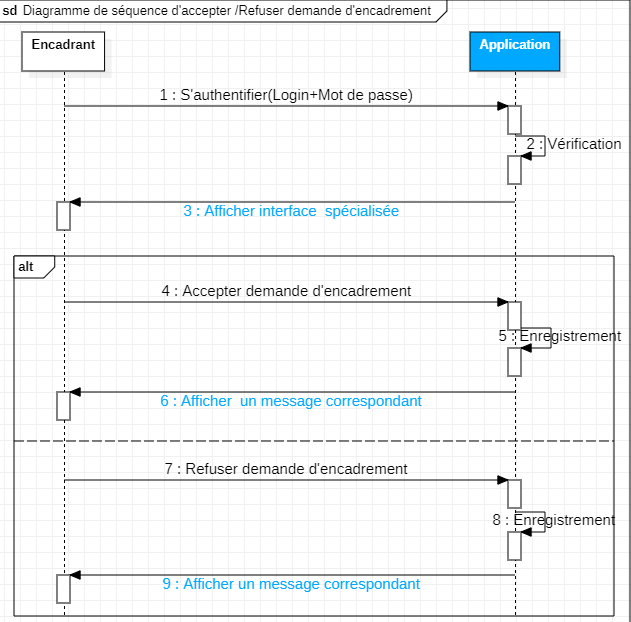 sd Diagramme de séquence d'accepter /Refuser demande d'encadrement
Encadrant
Application
1 : S'authentifier(Login+Mot de passe)
2 : Vérification
3 : Afficher interface spécialisée
alt
4 : Accepter demande d'encadrement
5 : Enregistrement
6 : Afficher un message correspondant
7 : Refuser demande d'encadrement
8 : Enregistrement
9 : Afficher un message correspondant